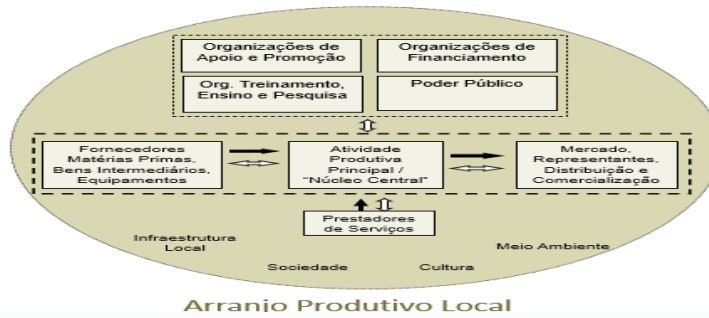 Organizações de
Apoio e Promoção
Organizações de
Financiamento
Org. Treinamento,
Ensino e Pesquisa
Poder Público
Fornecedores
Matérias Primas,
Bens Intermediários,
Equipamentos
Atividade
Produtiva
Principal /
"Núcleo Central"
Mercado,
Representantes,
Distribuição e
Comercialização
Prestadores
de Serviços
Infraestrutura
Local
Meio Ambiente
Sociedade
Cultura
Arranjo Produtivo Local